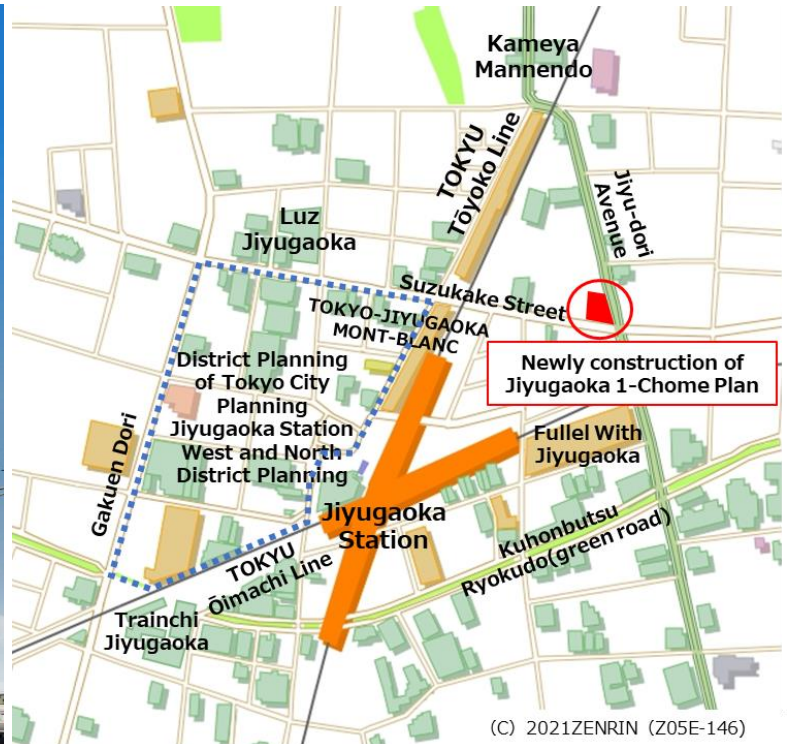 Kameya
Mannendo
TOKYU
Tōyoko Line
Jiyu-dori
Avenue
Luz
Jiyugaoka
Suzukake Street
TOKYO-JIYUGAOKA
MONT-BLANC
District Planning
of Tokyo City
Planning
Jiyugaoka Station
West and North
District Planning
Newly construction of
Jiyugaoka 1-Chome Plan
Gakuen Dori
Fullel With
Jiyugaoka
Jiyugaoka
Station
Kuhonbutsu
Ryokudo(green road)
TOKYU
Ōimachi Line
Trainchi
Jiyugaoka
(C) 2021ZENRIN (Z05E-146)